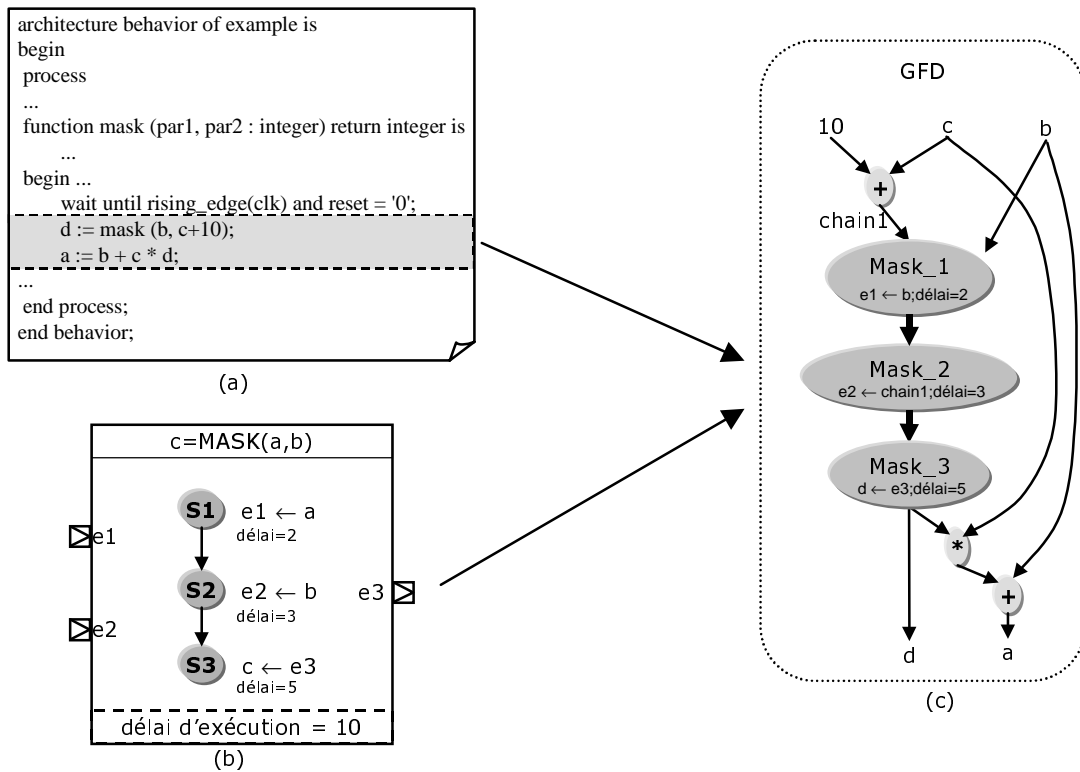 architecture behavior of example is
begin
process
...
function mask (par1, par2 : integer) return integer is
...
begin ...
wait until rising_edge(clk) and reset = '0';
d := mask (b, c+10);
a := b + c * d;
...
end process;
end behavior;
(a)
c=MASK(a,b)
S1 e1 ← a
délai=2
e1
S2 e2 ← b
délai=3
e3
e2
S3 c ← e3
délai=5
délai d'exécution = 10
(b)
GFD
10 c b
+
chain1
Mask_1
e1 ← b;délai=2
Mask_2
e2 ← chain1;délai=3
Mask_3
d ← e3;délai=5
*
+
d a
(c)